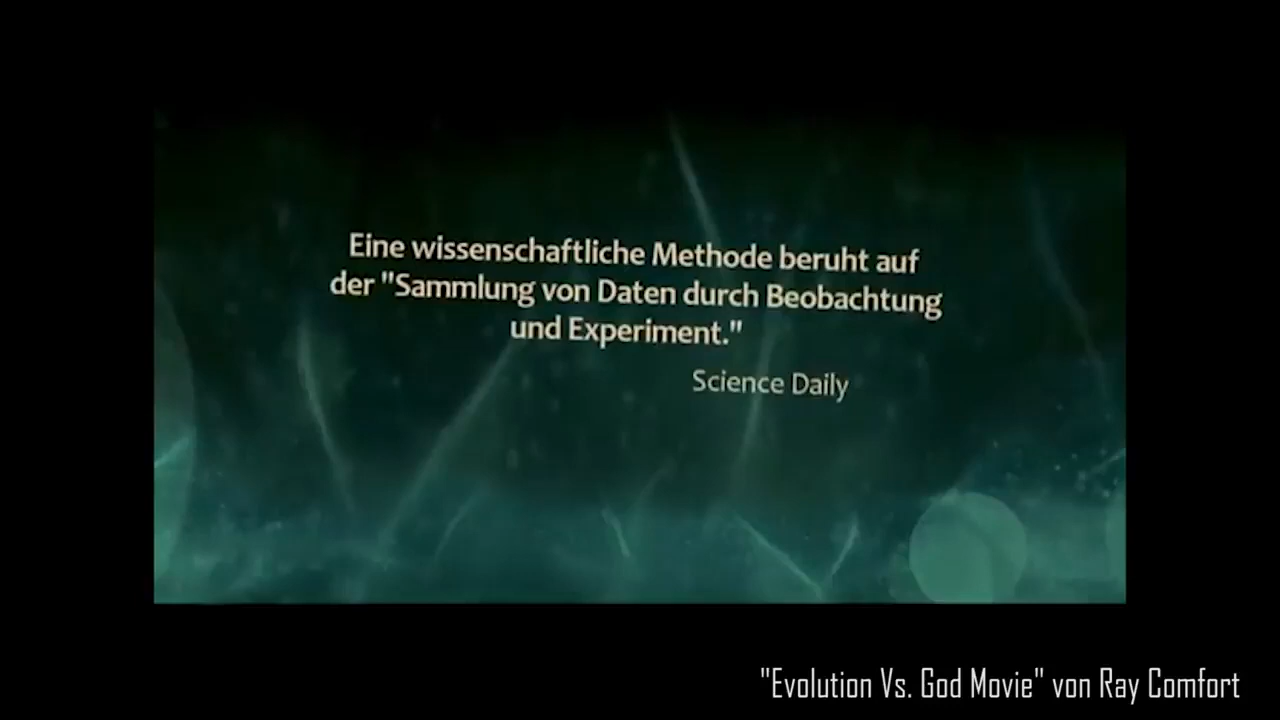 Eine wissenschaftliche Methode beruht auf
der "Sammlung von Daten durch Beobachtung
und Experiment."
Science Daily
"Evolution Vs. God Movie" von Ray Comfort